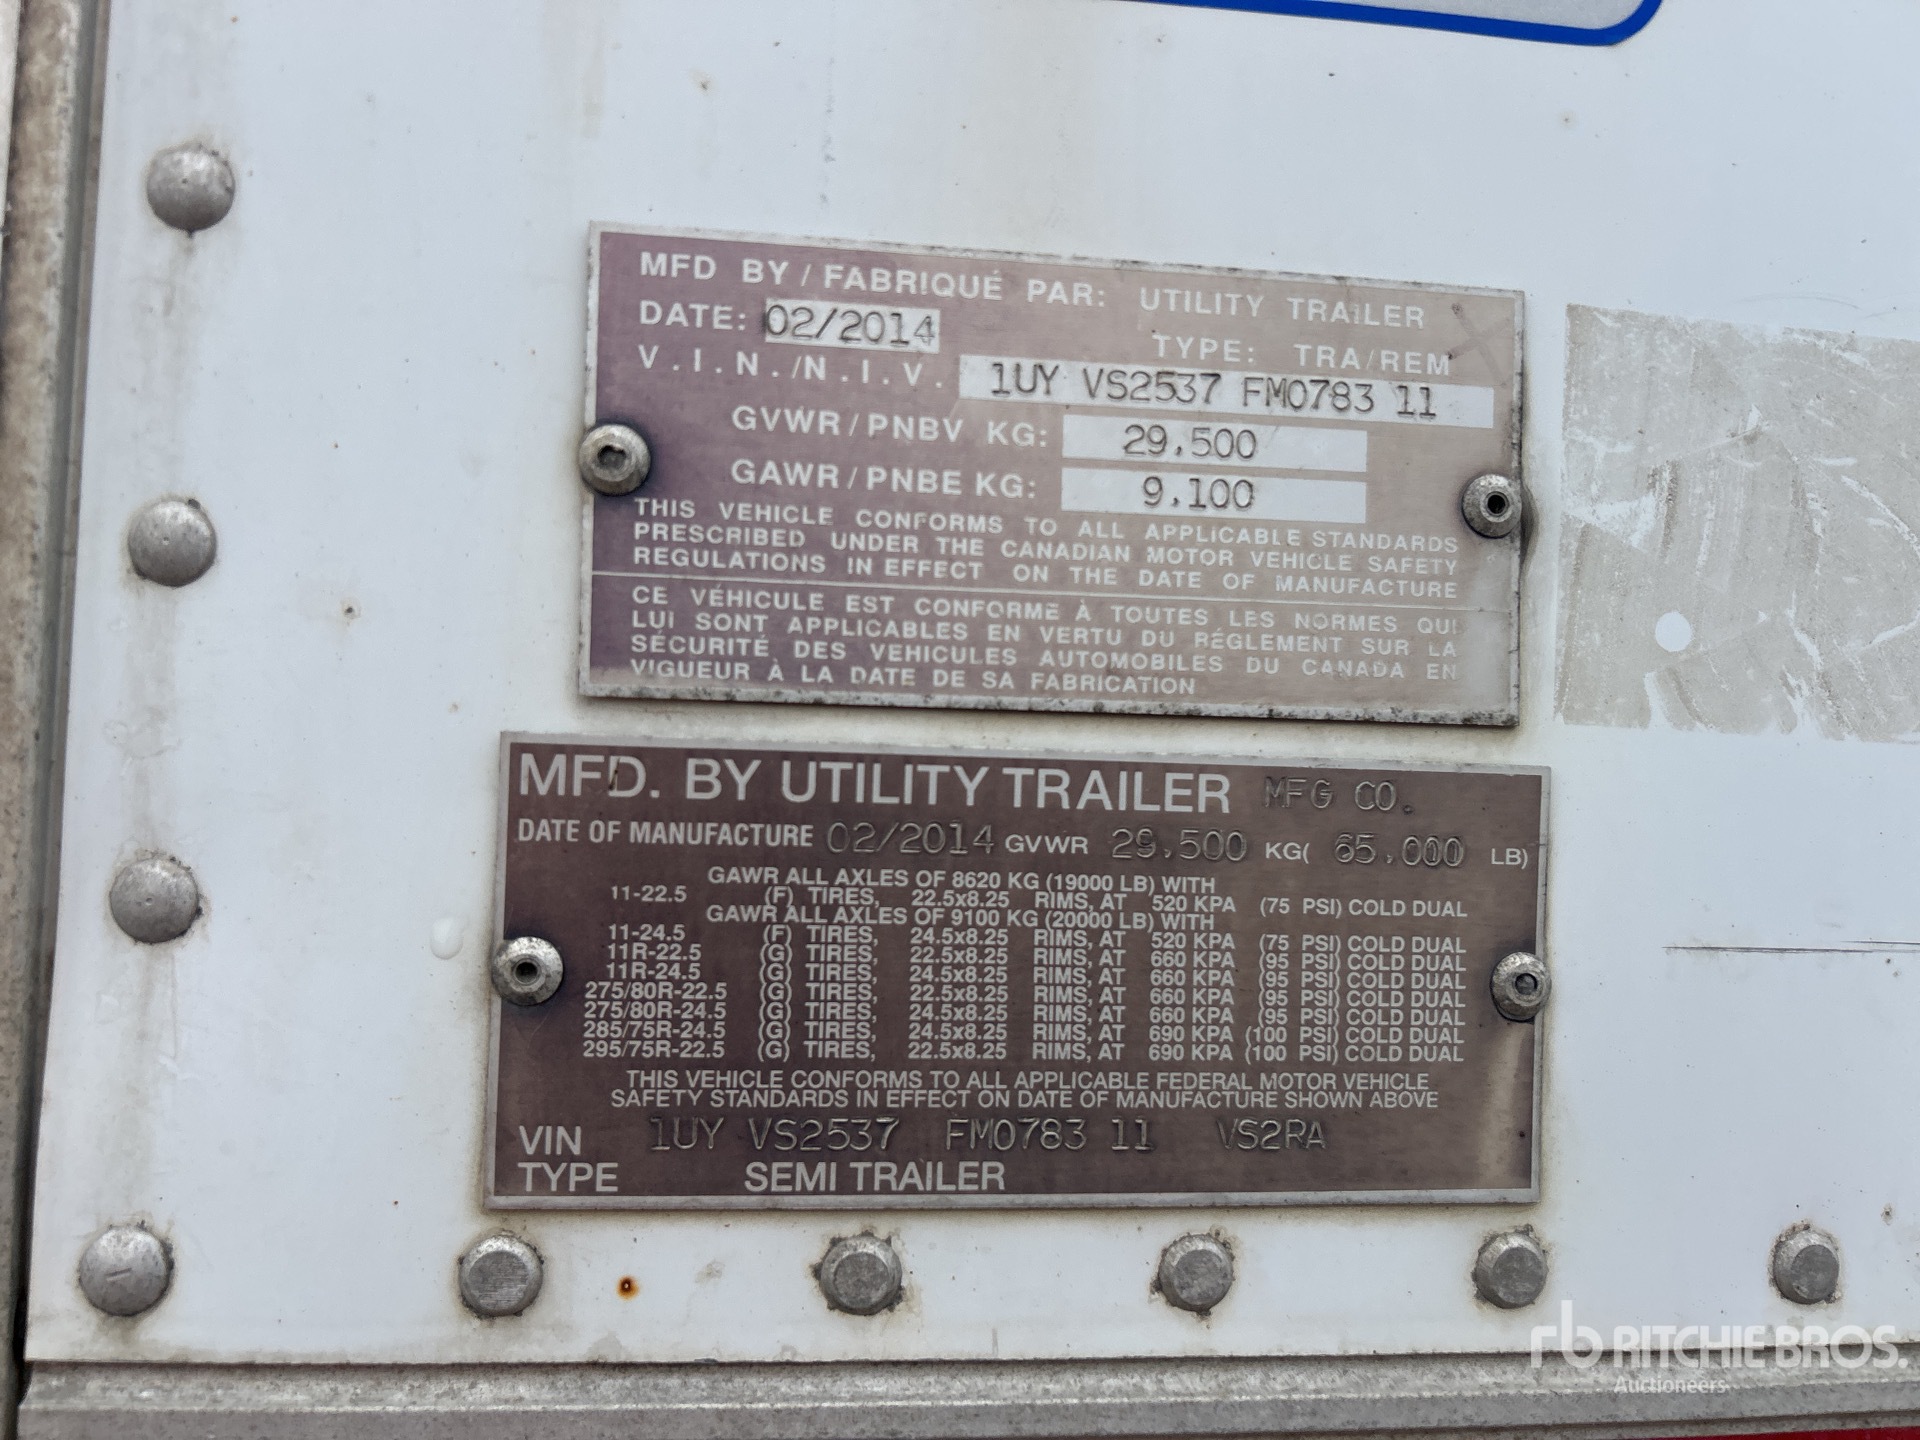 MFD BY / FABRIQUÉ PAR: UTILITY TRAILER
DATE: 02/2014 TYPE: TRA/REM
V.I.N./N.I.V. 1UY VS2537 FM0783 11
GVWR/PNBV KG: 29,500
GAWR/PNBE KG: 9,100
THIS VEHICLE CONFORMS TO ALL APPLICABLE STANDARDS
PRESCRIBED UNDER THE CANADIAN MOTOR VEHICLE SAFETY
REGULATIONS IN EFFECT ON THE DATE OF MANUFACTURE
CE VÉHICULE EST CONFORME À TOUTES LES NORMES QUI
LUI SONT APPLICABLES EN VERTU DU RÉGLEMENT SUR LA
SÉCURITÉ DES VEHICULES AUTOMOBILES DU CANADA EN
VIGUEUR À LA DATE DE SA FABRICATION
MFD. BY UTILITY TRAILER MFG CO.
DATE OF MANUFACTURE 02/2014 GVWR 29,500 KG( 65,000 LB)
GAWR ALL AXLES OF 8620 KG (19000 LB) WITH
11-22.5 (F) TIRES, 22.5x8.25 RIMS, AT 520 KPA (75 PSI) COLD DUAL
GAWR ALL AXLES OF 9100 KG (20000 LB) WITH
11-24.5 (F) TIRES, 24.5x8.25 RIMS, AT 520 KPA (75 PSI) COLD DUAL
11R-22.5 (G) TIRES, 22.5x8.25 RIMS, AT 660 KPA (95 PSI) COLD DUAL
11R-24.5 (G) TIRES, 24.5x8.25 RIMS, AT 660 KPA (95 PSI) COLD DUAL
275/80R-22.5 (G) TIRES, 22.5x8.25 RIMS, AT 660 KPA (95 PSI) COLD DUAL
275/80R-24.5 (G) TIRES, 24.5x8.25 RIMS, AT 660 KPA (95 PSI) COLD DUAL
285/75R-24.5 (G) TIRES, 24.5x8.25 RIMS, AT 690 KPA (100 PSI) COLD DUAL
295/75R-22.5 (G) TIRES, 22.5x8.25 RIMS, AT 690 KPA (100 PSI) COLD DUAL
THIS VEHICLE CONFORMS TO ALL APPLICABLE FEDERAL MOTOR VEHICLE
SAFETY STANDARDS IN EFFECT ON DATE OF MANUFACTURE SHOWN ABOVE
VIN 1UY VS2537 FM0783 11 VS2RA
TYPE SEMI TRAILER
rb RITCHIE BROS.
Auctioneers